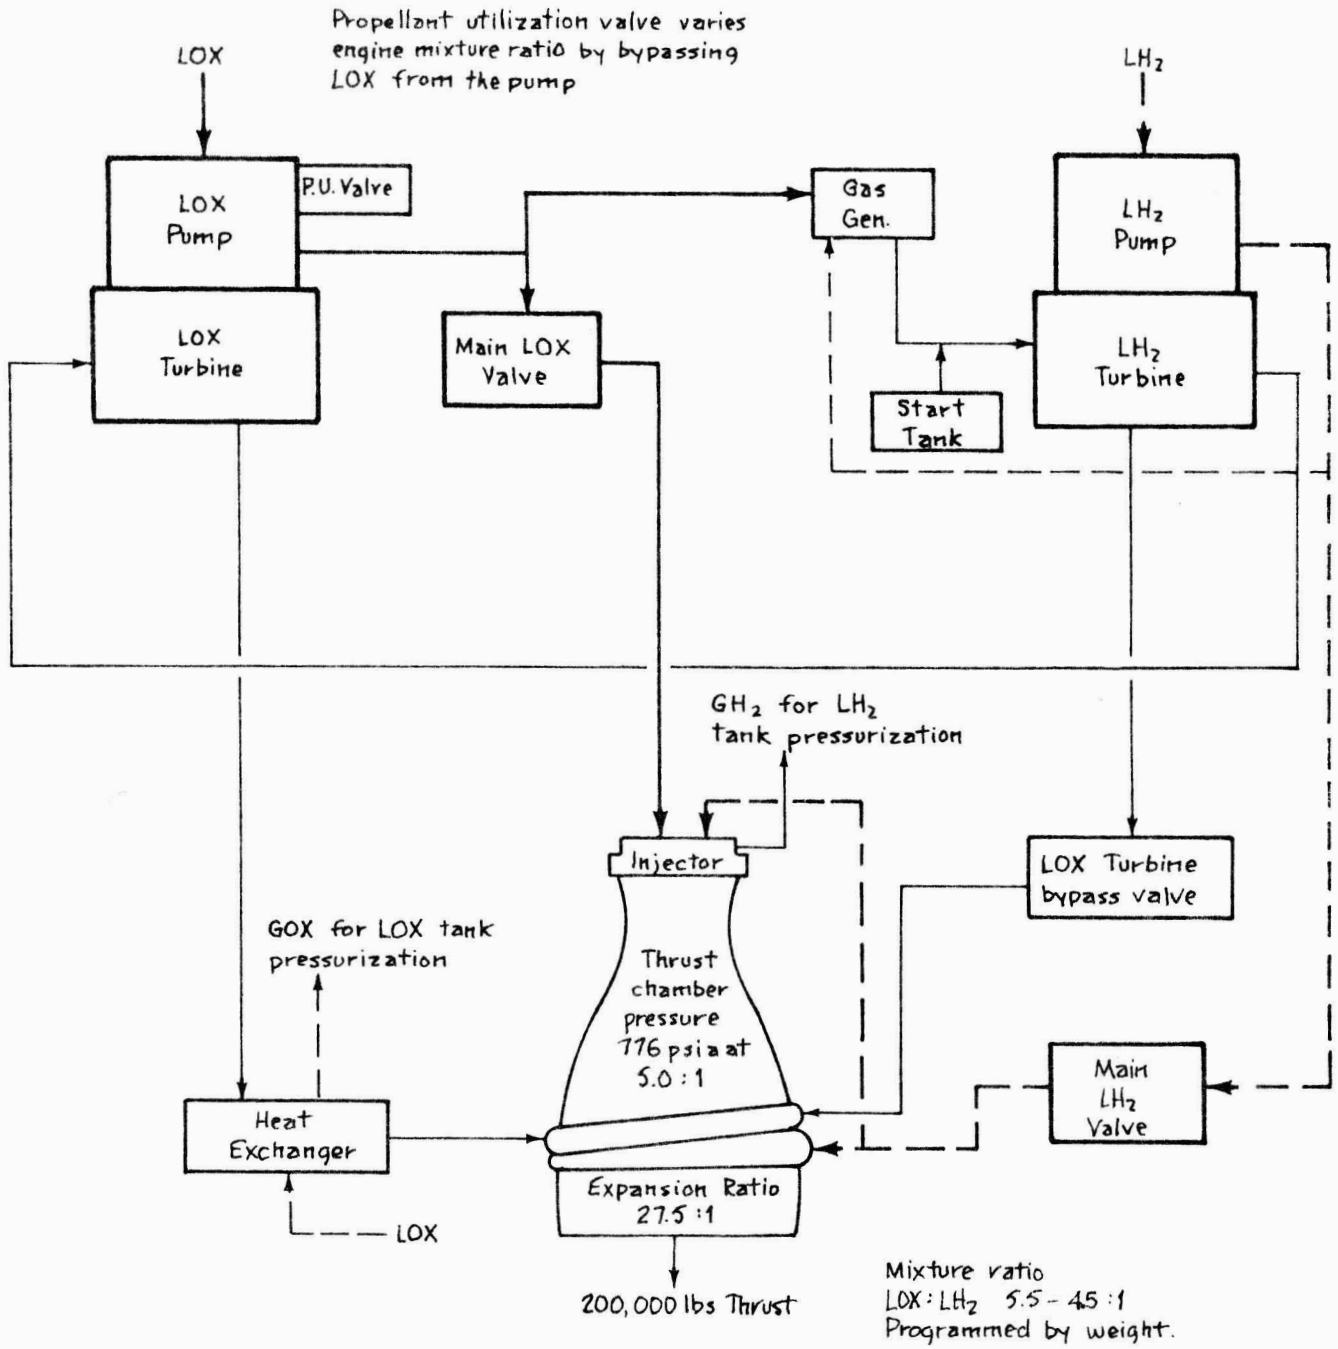 Propellant utilization valve varies
engine mixture ratio by bypassing
LOX from the pump
LOX
LH₂
LOX
Pump
P.U. Valve
Gas
Gen.
LH₂
Pump
LOX
Turbine
Main LOX
Valve
Start
Tank
LH₂
Turbine
GH₂ for LH₂
tank pressurization
Injector
LOX Turbine
bypass valve
GOX for LOX tank
pressurization
Thrust
chamber
pressure
776 psia at
5.0 : 1
Main
LH₂
Valve
Heat
Exchanger
Expansion Ratio
27.5 : 1
LOX
200,000 lbs Thrust
Mixture ratio
LOX : LH₂ 5.5 - 4.5 : 1
Programmed by weight.